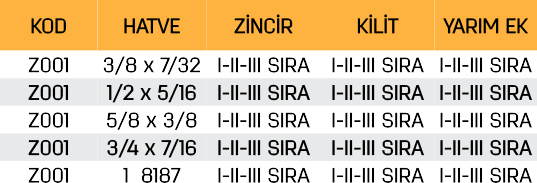 KOD HATVE ZİNCİR KİLİT YARIM EK
Z001 3/8 x 7/32 I-II-III SIRA I-II-III SIRA I-II-III SIRA
Z001 1/2 x 5/16 I-II-III SIRA I-II-III SIRA I-II-III SIRA
Z001 5/8 x 3/8 I-II-III SIRA I-II-III SIRA I-II-III SIRA
Z001 3/4 x 7/16 I-II-III SIRA I-II-III SIRA I-II-III SIRA
Z001 1 8187 I-II-III SIRA I-II-III SIRA I-II-III SIRA